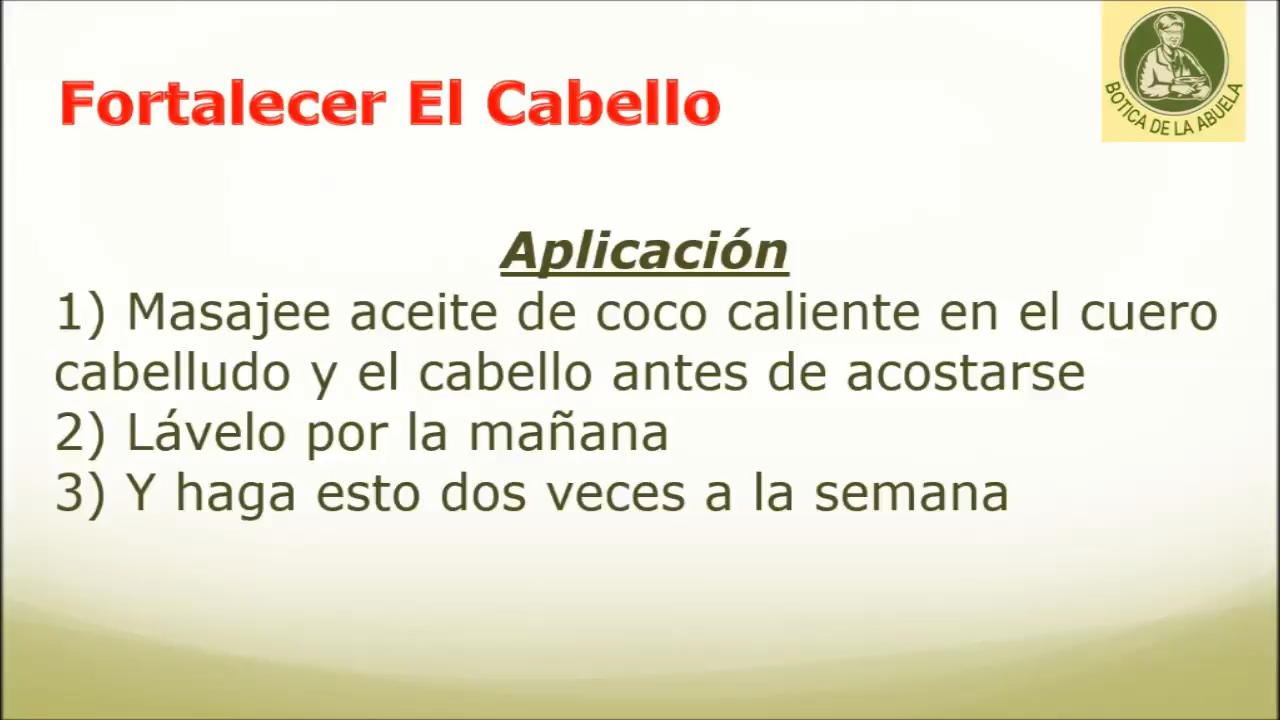 Fortalecer El Cabello
BOTICA DE LA ABUELA
Aplicación
1) Masajee aceite de coco caliente en el cuero
cabelludo y el cabello antes de acostarse
2) Lávelo por la mañana
3) Y haga esto dos veces a la semana